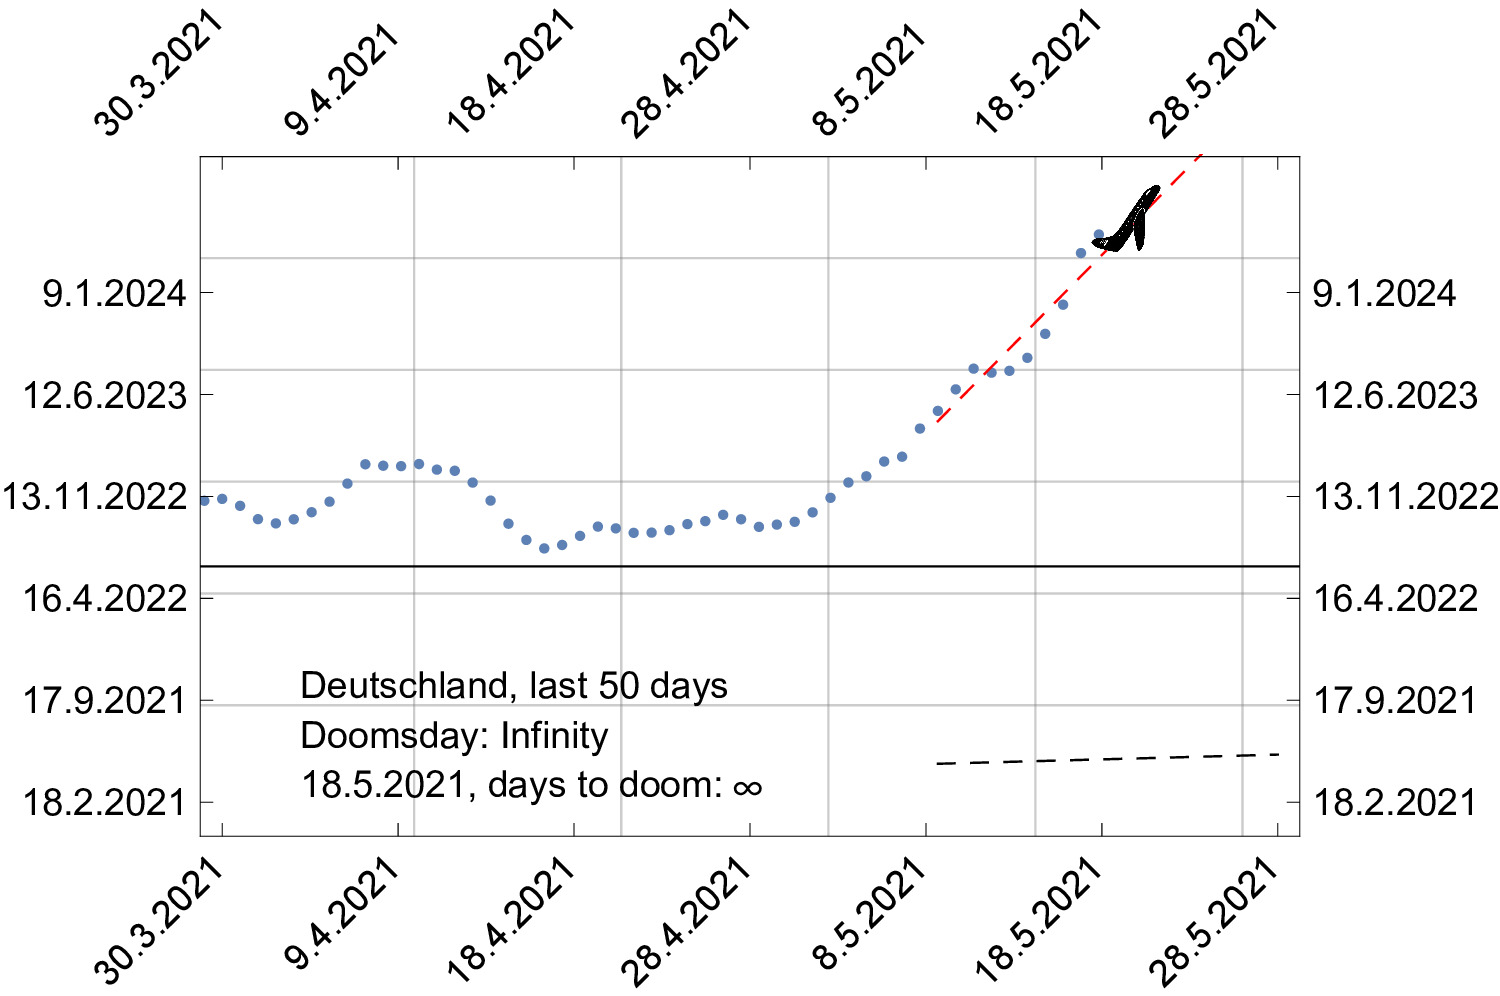 30.3.2021 9.4.2021 18.4.2021 28.4.2021 8.5.2021 18.5.2021 28.5.2021
9.1.2024 9.1.2024
12.6.2023 12.6.2023
13.11.2022 13.11.2022
16.4.2022 16.4.2022
Deutschland, last 50 days
17.9.2021 17.9.2021
Doomsday: Infinity
18.5.2021, days to doom: ∞
18.2.2021 18.2.2021
30.3.2021 9.4.2021 18.4.2021 28.4.2021 8.5.2021 18.5.2021 28.5.2021